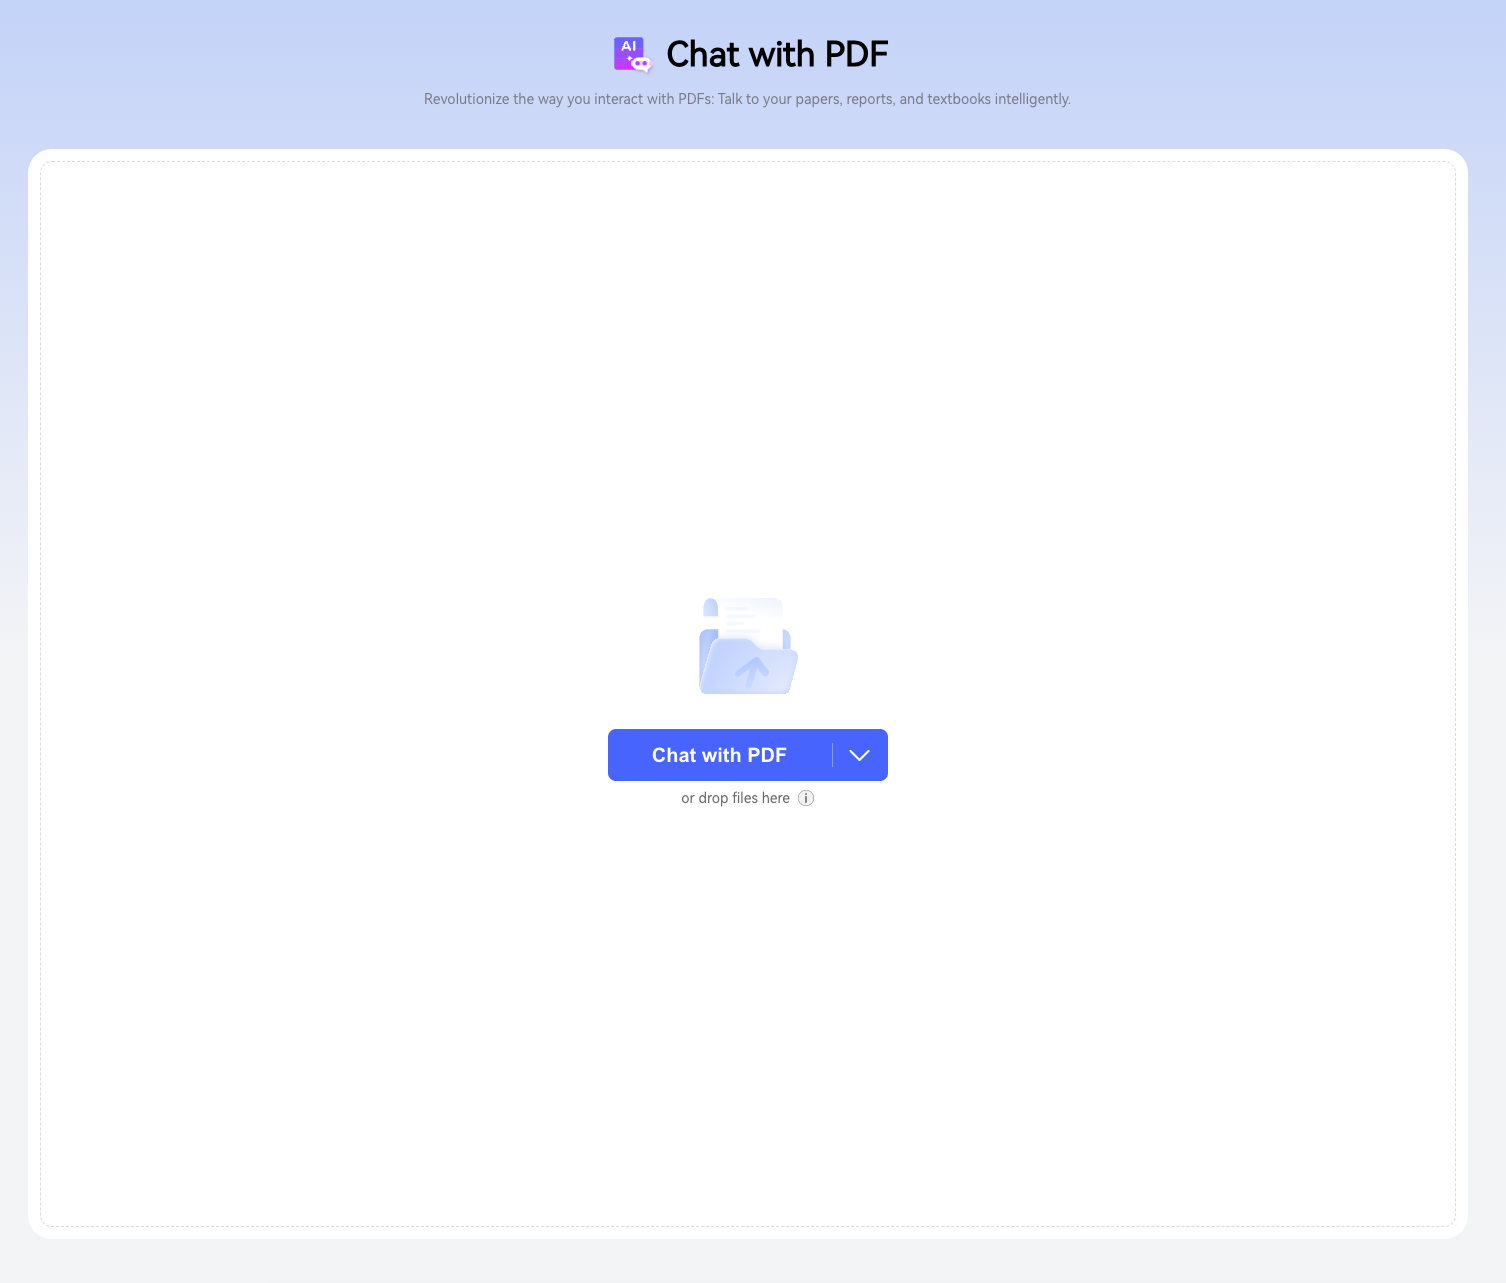 AI
Chat with PDF
Revolutionize the way you interact with PDFs: Talk to your papers, reports, and textbooks intelligently.
Chat with PDF
or drop files here